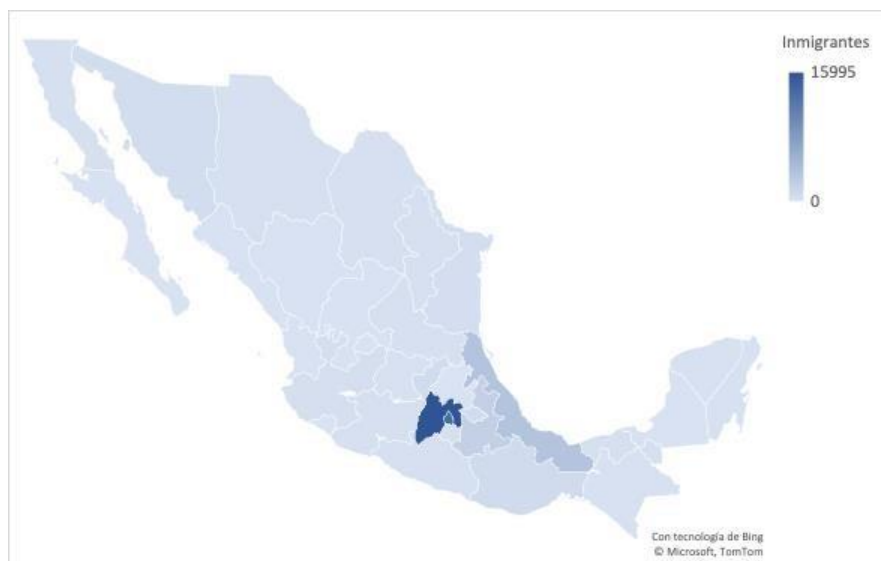 Inmigrantes
15995
0
Con tecnología de Bing
© Microsoft, TomTom